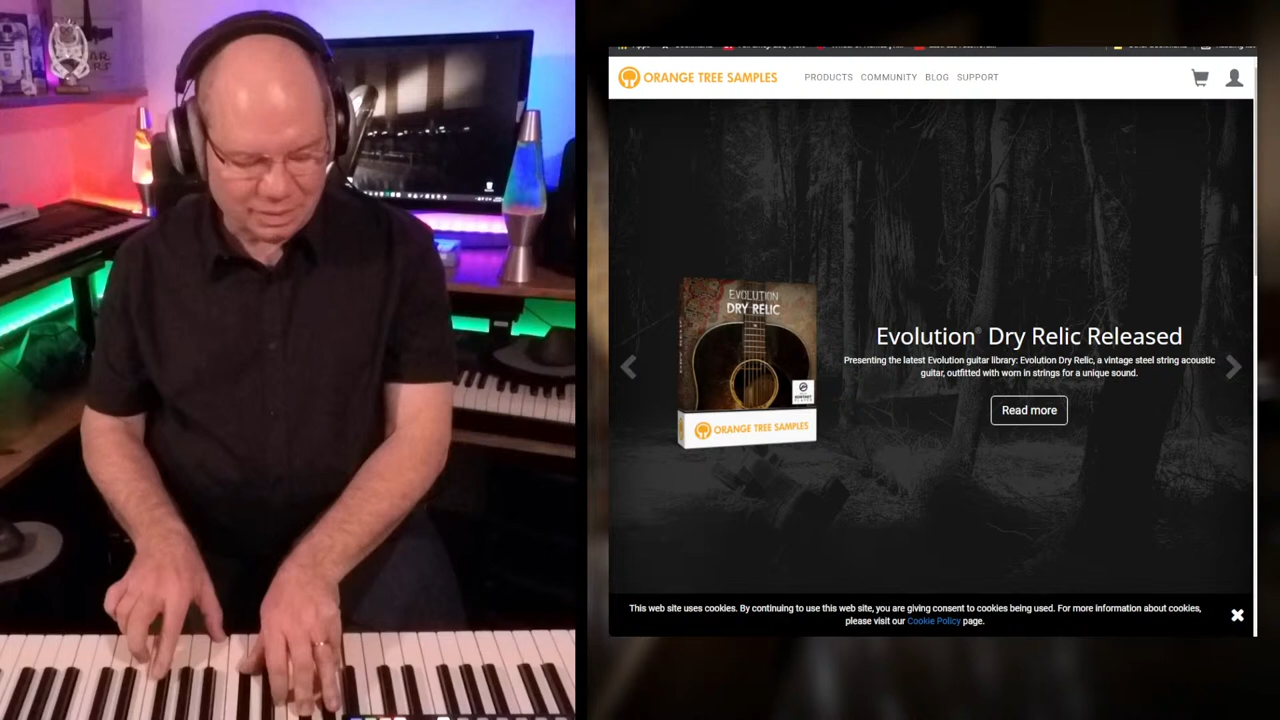 ORANGE TREE SAMPLES
PRODUCTS COMMUNITY BLOG SUPPORT
EVOLUTION
DRY RELIC
ORANGE TREE SAMPLES
Evolution® Dry Relic Released
Presenting the latest Evolution guitar library: Evolution Dry Relic, a vintage steel string acoustic
guitar, outfitted with worn in strings for a unique sound.
Read more
This web site uses cookies. By continuing to use this web site, you are giving consent to cookies being used. For more information about cookies,
please visit our Cookie Policy page.